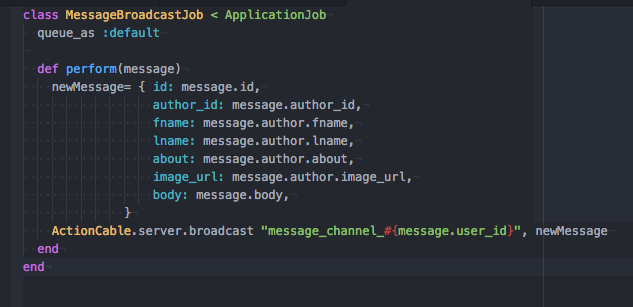 class MessageBroadcastJob < ApplicationJob
  queue_as :default

  def perform(message)
    newMessage= { id: message.id,
                  author_id: message.author_id,
                  fname: message.author.fname,
                  lname: message.author.lname,
                  about: message.author.about,
                  image_url: message.author.image_url,
                  body: message.body,
              }
    ActionCable.server.broadcast "message_channel_#{message.user_id}", newMessage
  end
end